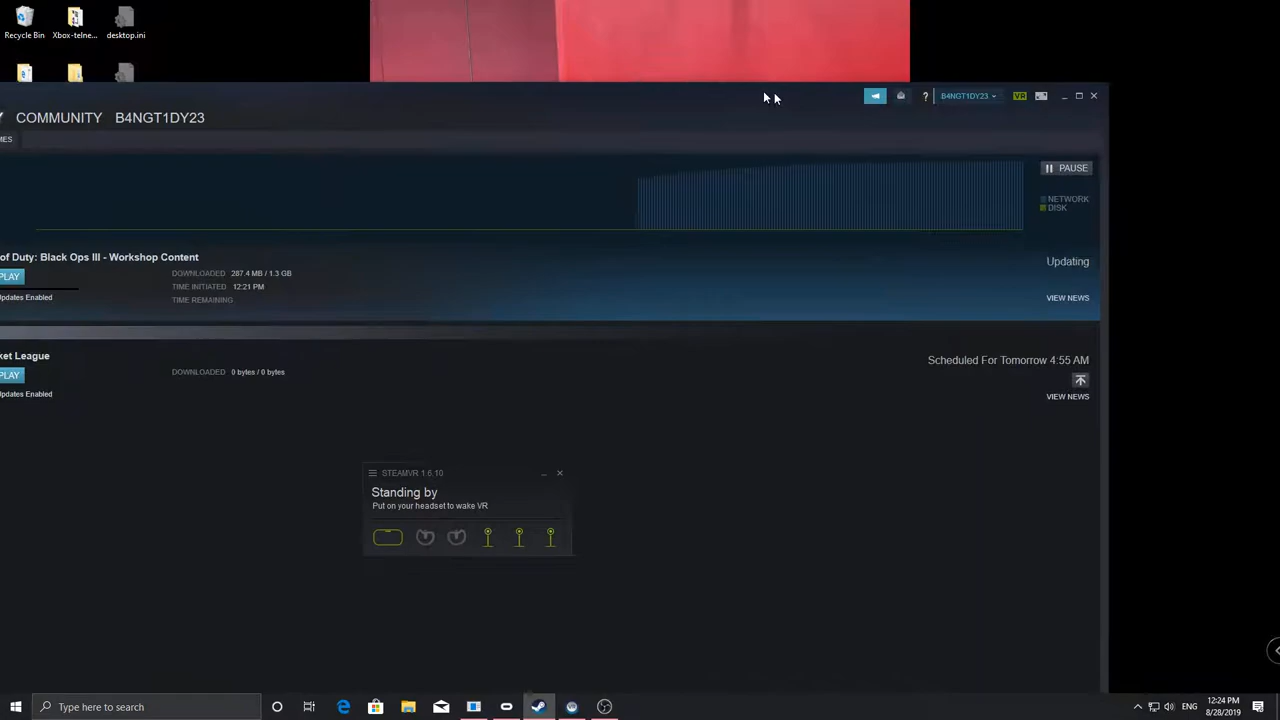 Recycle Bin
Xbox-telne...
desktop.ini
COMMUNITY
B4NGT1DY23
?
B4NGT1DY23
VR
MES
PAUSE
NETWORK
DISK
of Duty: Black Ops III - Workshop Content
PLAY
DOWNLOADED 287.4 MB / 1.3 GB
Updating
TIME INITIATED 12:21 PM
Updates Enabled
TIME REMAINING
VIEW NEWS
ket League
Scheduled For Tomorrow 4:55 AM
PLAY
DOWNLOADED 0 bytes / 0 bytes
Updates Enabled
VIEW NEWS
STEAMVR 1.6.10
Standing by
Put on your headset to wake VR
Type here to search
ENG
12:24 PM
8/28/2019